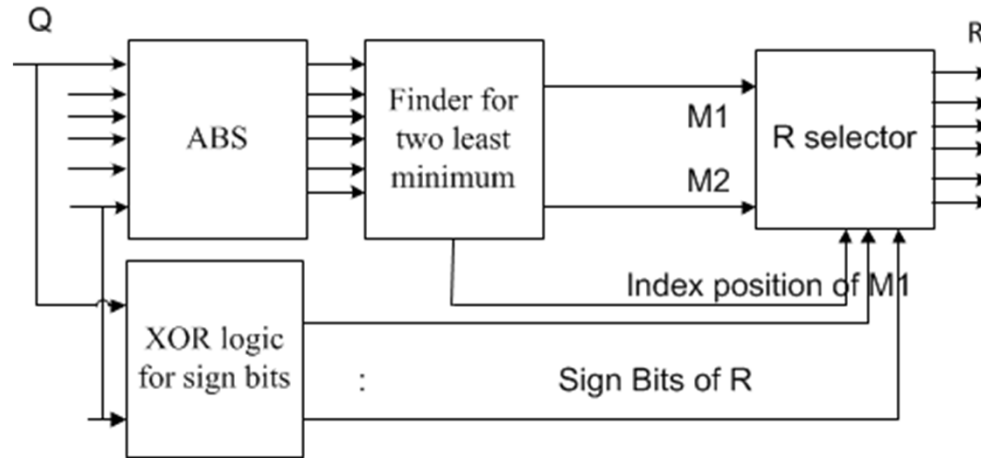 Q
R
ABS
Finder for
two least
minimum
M1
M2
R selector
Index position of M1
XOR logic
for sign bits
:
Sign Bits of R